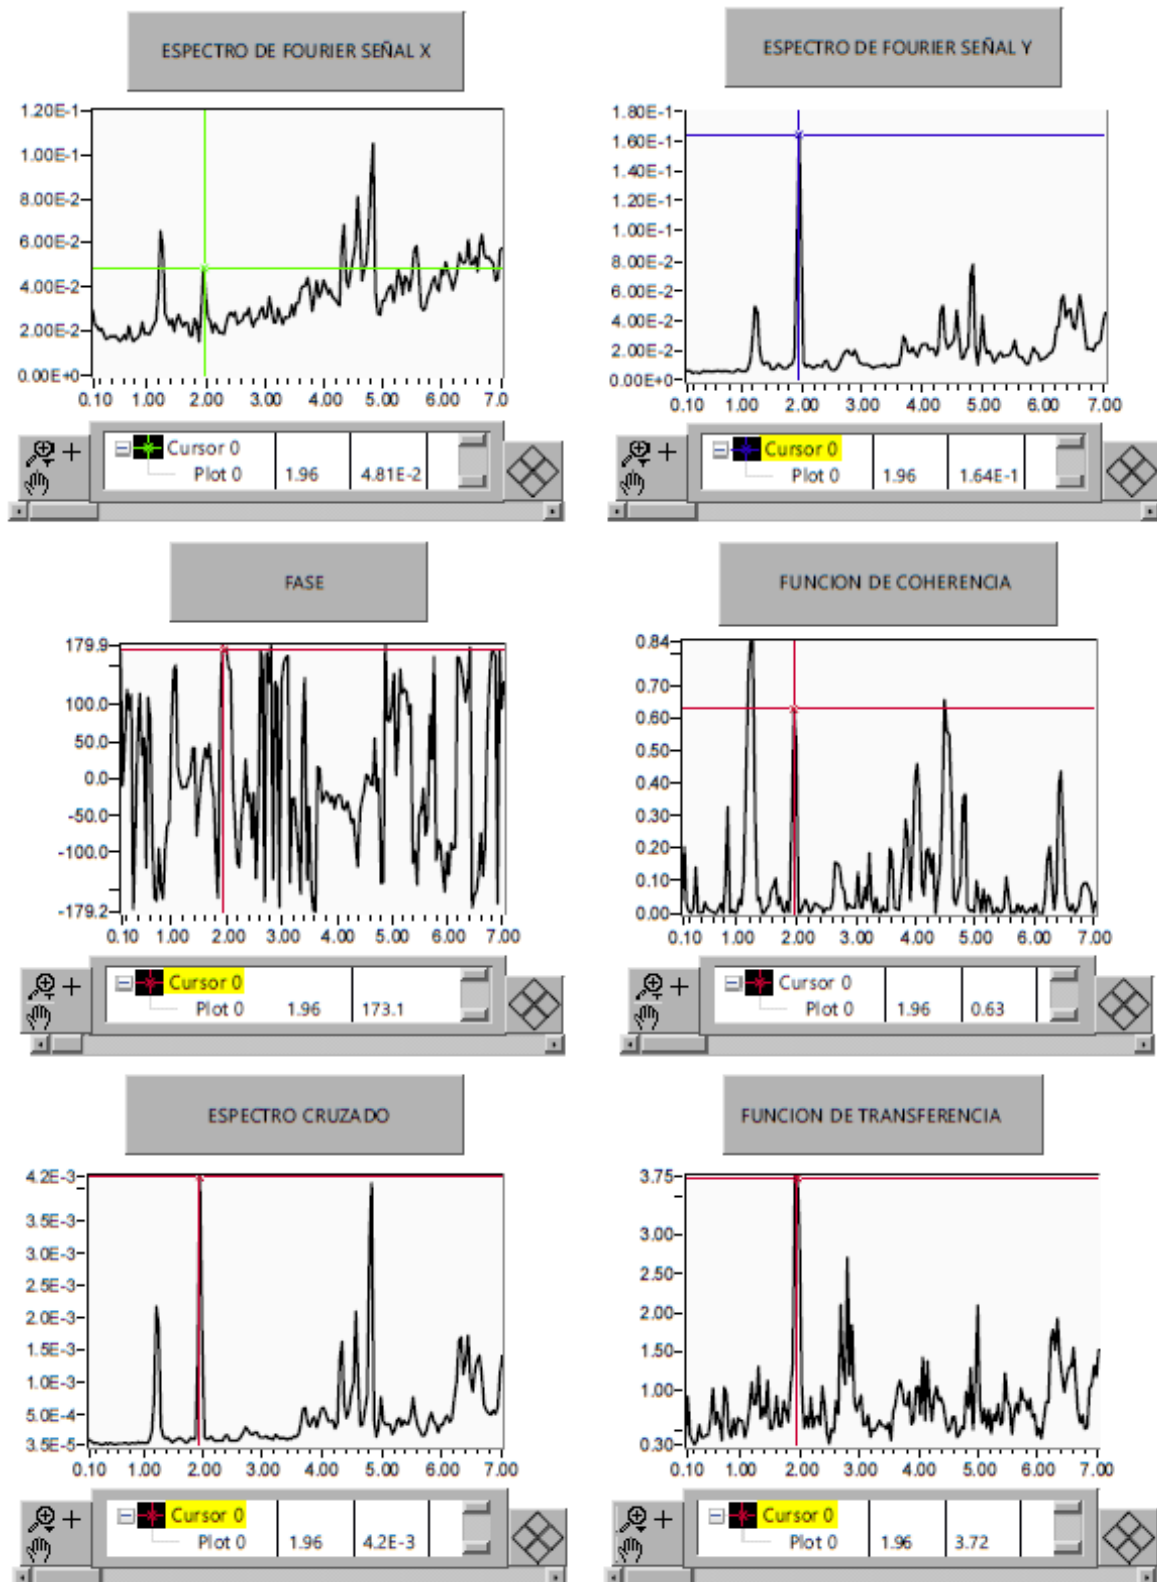 ESPECTRO DE FOURIER SEÑAL X
1.20E-1
1.00E-1
8.00E-2
6.00E-2
4.00E-2
2.00E-2
0.00E+0
0.10 1.00 2.00 3.00 4.00 5.00 6.00 7.00
Cursor 0
Plot 0 1.96 4.81E-2
ESPECTRO DE FOURIER SEÑAL Y
1.80E-1
1.60E-1
1.40E-1
1.20E-1
1.00E-1
8.00E-2
6.00E-2
4.00E-2
2.00E-2
0.00E+0
0.10 1.00 2.00 3.00 4.00 5.00 6.00 7.00
Cursor 0
Plot 0 1.96 1.64E-1
FASE
179.9
100.0
50.0
0.0
-50.0
-100.0
-179.2
0.10 1.00 2.00 3.00 4.00 5.00 6.00 7.00
Cursor 0
Plot 0 1.96 173.1
FUNCION DE COHERENCIA
0.84
0.70
0.60
0.50
0.40
0.30
0.20
0.10
0.00
0.10 1.00 2.00 3.00 4.00 5.00 6.00 7.00
Cursor 0
Plot 0 1.96 0.63
ESPECTRO CRUZADO
4.2E-3
3.5E-3
3.0E-3
2.5E-3
2.0E-3
1.5E-3
1.0E-3
5.0E-4
3.5E-5
0.10 1.00 2.00 3.00 4.00 5.00 6.00 7.00
Cursor 0
Plot 0 1.96 4.2E-3
FUNCION DE TRANSFERENCIA
3.75
3.00
2.50
2.00
1.50
1.00
0.30
0.10 1.00 2.00 3.00 4.00 5.00 6.00 7.00
Cursor 0
Plot 0 1.96 3.72